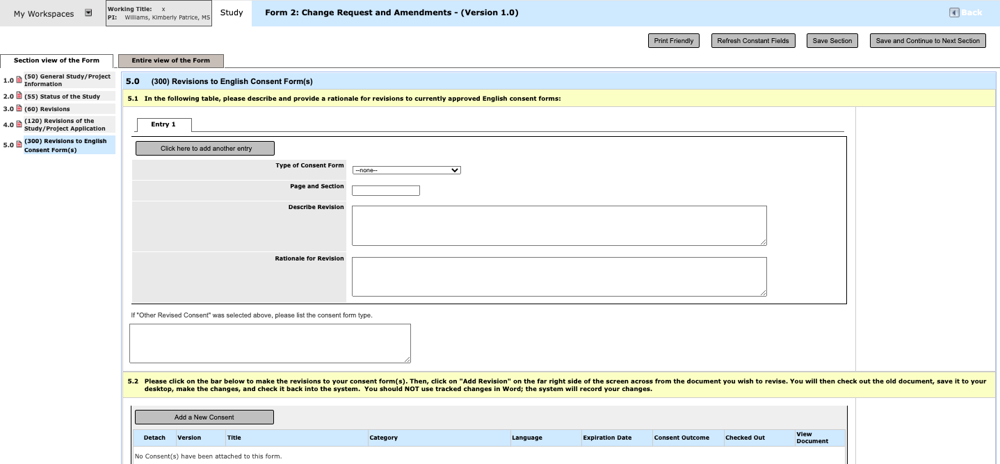 My Workspaces
Working Title: x
PI: Williams, Kimberly Patrice, MS
Study
Form 2: Change Request and Amendments - (Version 1.0)
Back
Print Friendly
Refresh Constant Fields
Save Section
Save and Continue to Next Section
Section view of the Form
Entire view of the Form
1.0 (50) General Study/Project
Information
2.0 (55) Status of the Study
3.0 (60) Revisions
4.0 (120) Revisions of the
Study/Project Application
5.0 (300) Revisions to English
Consent Form(s)
5.0 (300) Revisions to English Consent Form(s)
5.1 In the following table, please describe and provide a rationale for revisions to currently approved English consent forms:
Entry 1
Click here to add another entry
Type of Consent Form
--none--
Page and Section
Describe Revision
Rationale for Revision
If "Other Revised Consent" was selected above, please list the consent form type.
5.2 Please click on the bar below to make the revisions to your consent form(s). Then, click on "Add Revision" on the far right side of the screen across from the document you wish to revise. You will then check out the old document, save it to your
desktop, make the changes, and check it back into the system. You should NOT use tracked changes in Word; the system will record your changes.
Add a New Consent
Detach Version Title Category Language Expiration Date Consent Outcome Checked Out View
Document
No Consent(s) have been attached to this form.